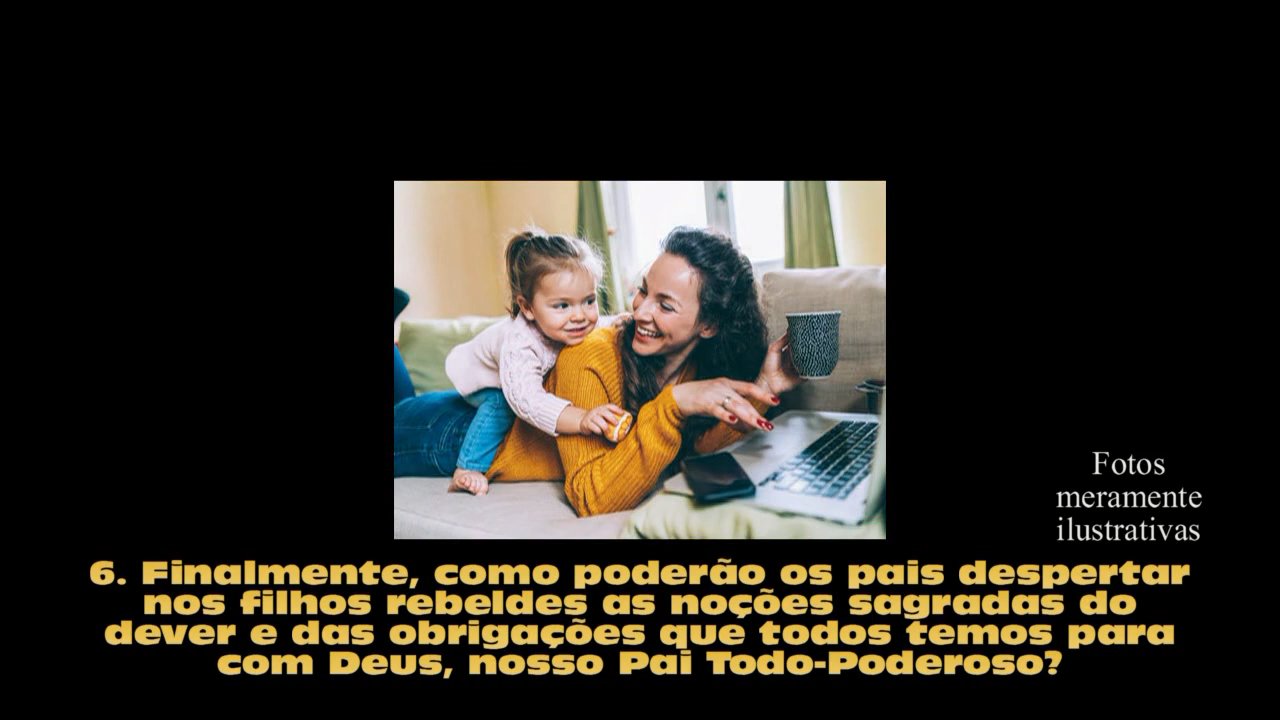 Fotos
meramente
ilustrativas
6. Finalmente, como poderão os pais despertar
nos filhos rebeldes as noções sagradas do
dever e das obrigações que todos temos para
com Deus, nosso Pai Todo-Poderoso?